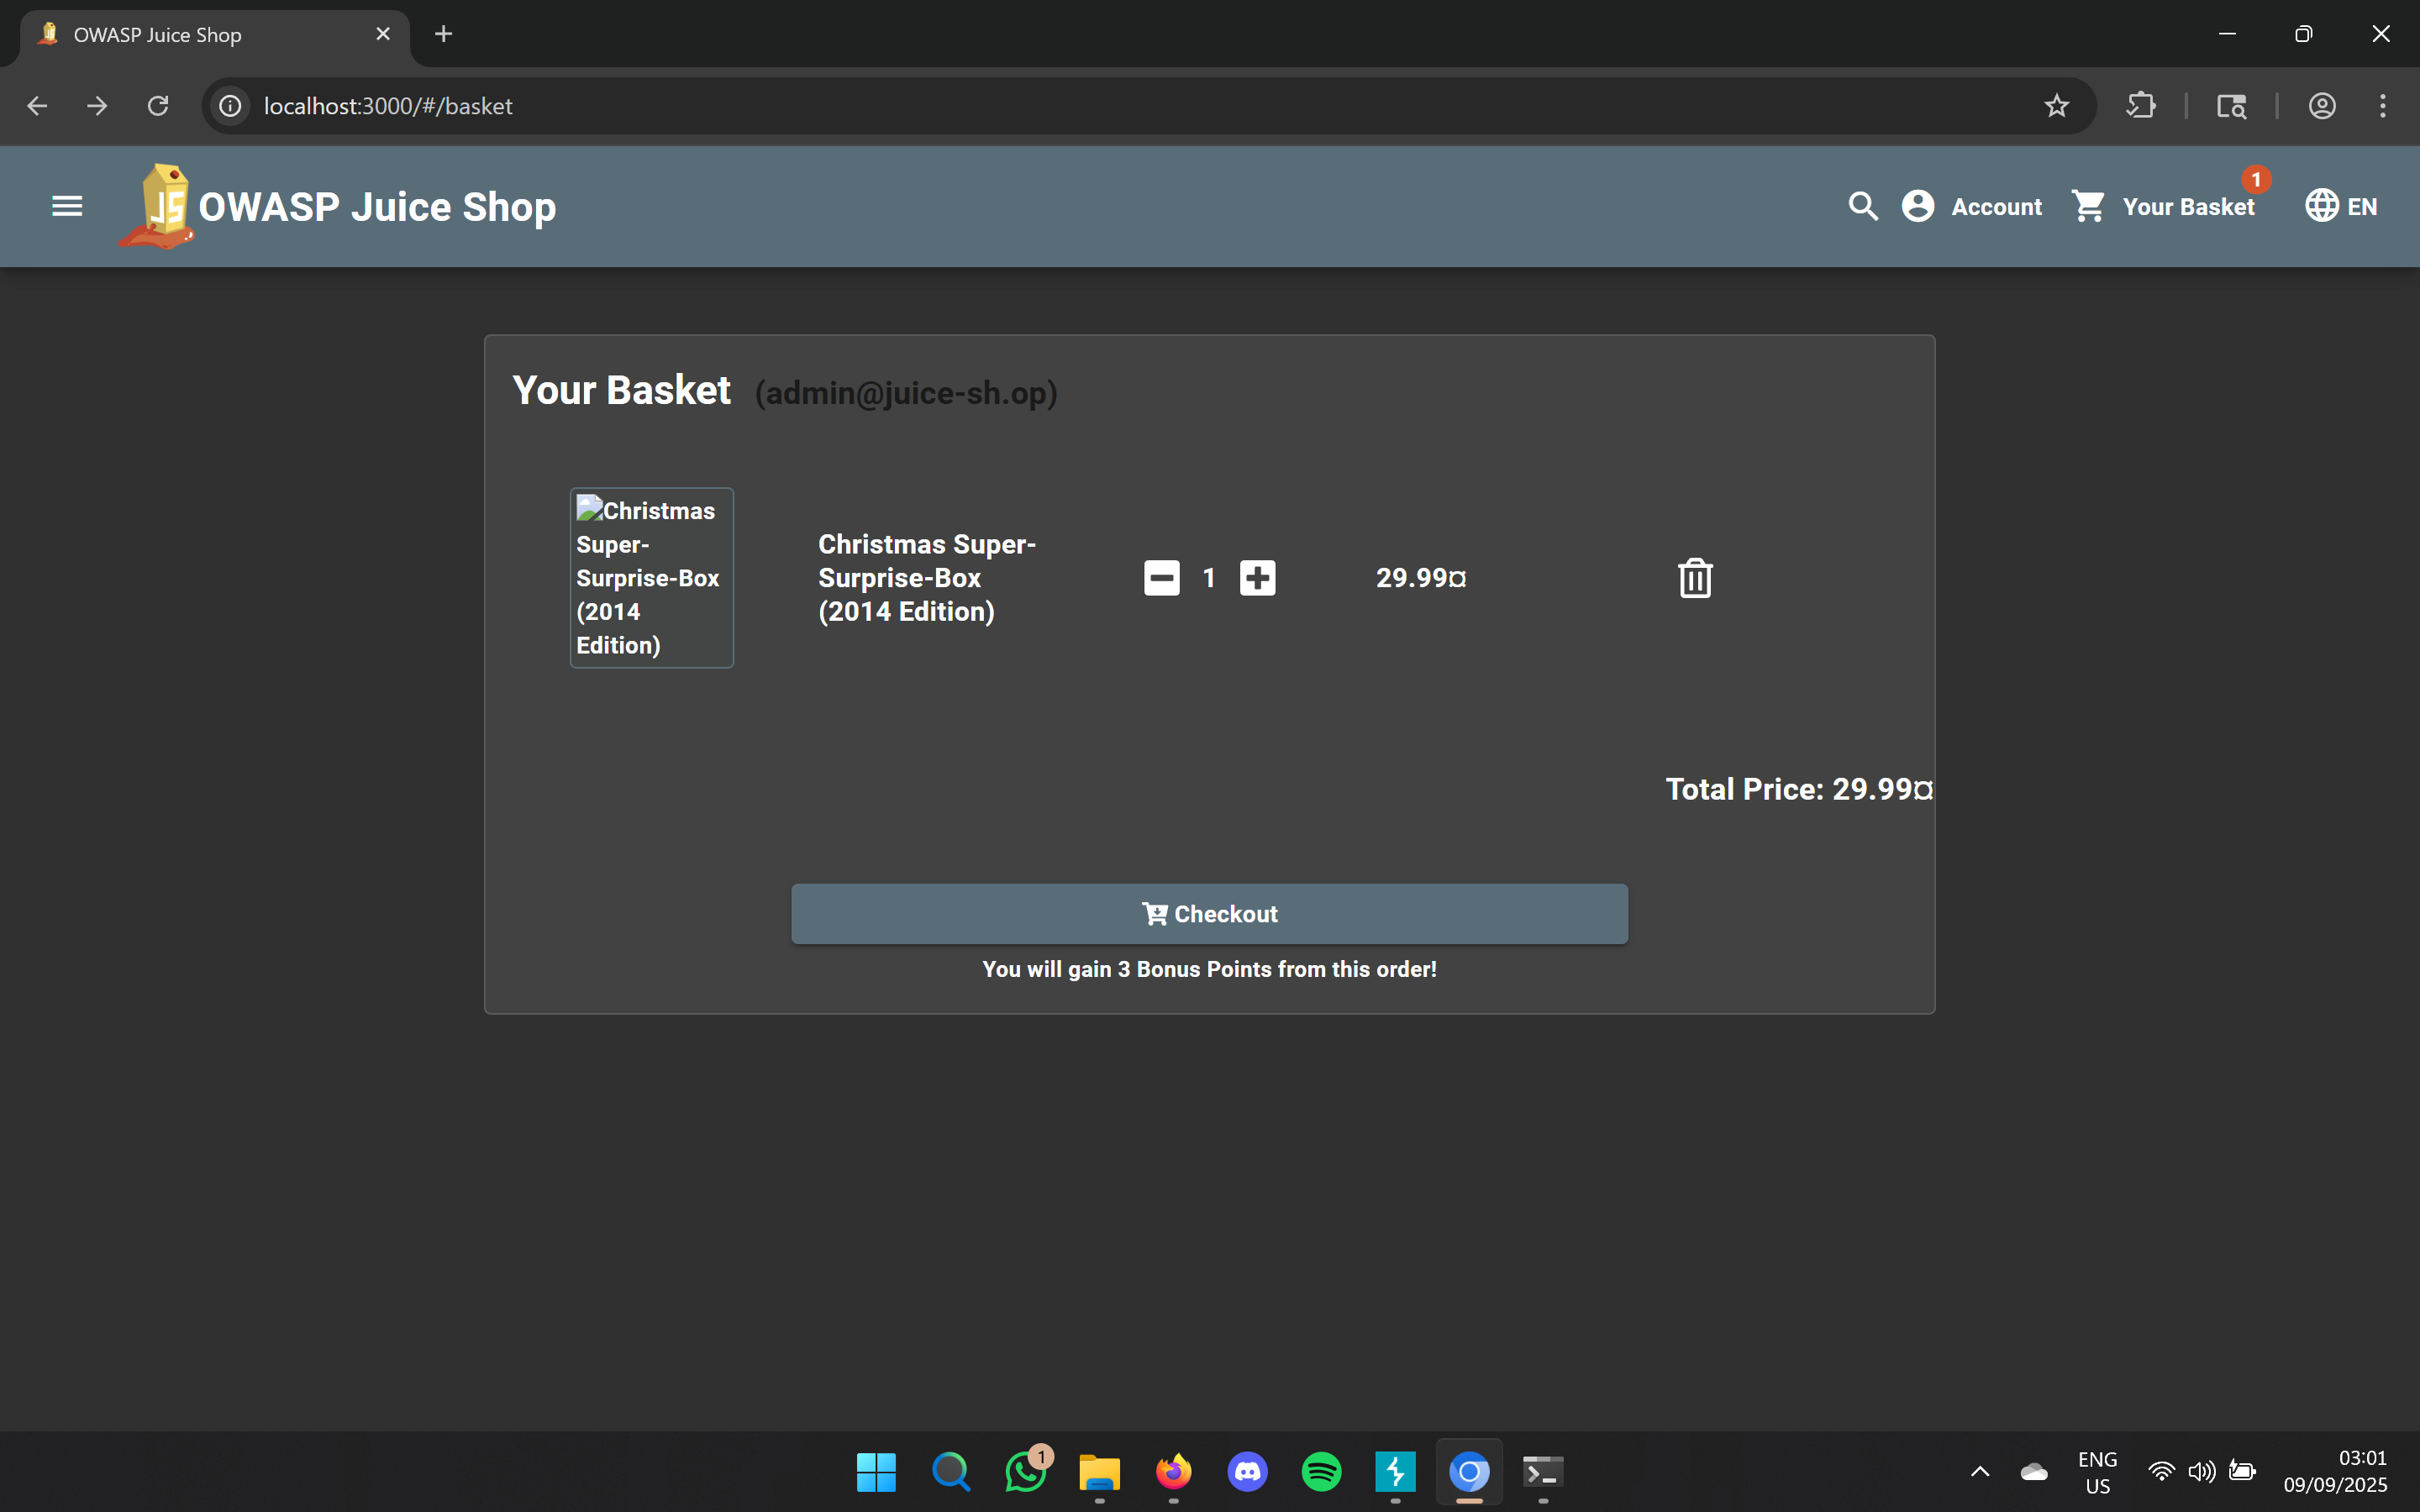 OWASP Juice Shop
localhost:3000/#/basket
JS
OWASP Juice Shop
Account
Your Basket
1
EN
Your Basket (admin@juice-sh.op)
Christmas
Super-
Surprise-Box
(2014
Edition)
Christmas Super-
Surprise-Box
(2014 Edition)
1
29.99¤
Total Price: 29.99¤
Checkout
You will gain 3 Bonus Points from this order!
1
ENG
US
03:01
09/09/2025